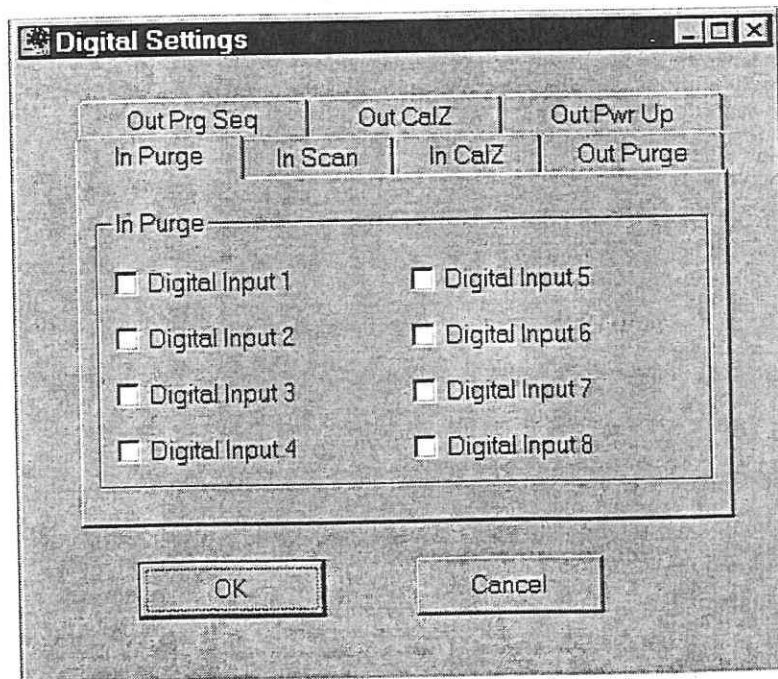 Digital Settings
Out Prg Seq Out CalZ Out Pwr Up
In Purge In Scan In CalZ Out Purge
In Purge
Digital Input 1 Digital Input 5
Digital Input 2 Digital Input 6
Digital Input 3 Digital Input 7
Digital Input 4 Digital Input 8
OK Cancel